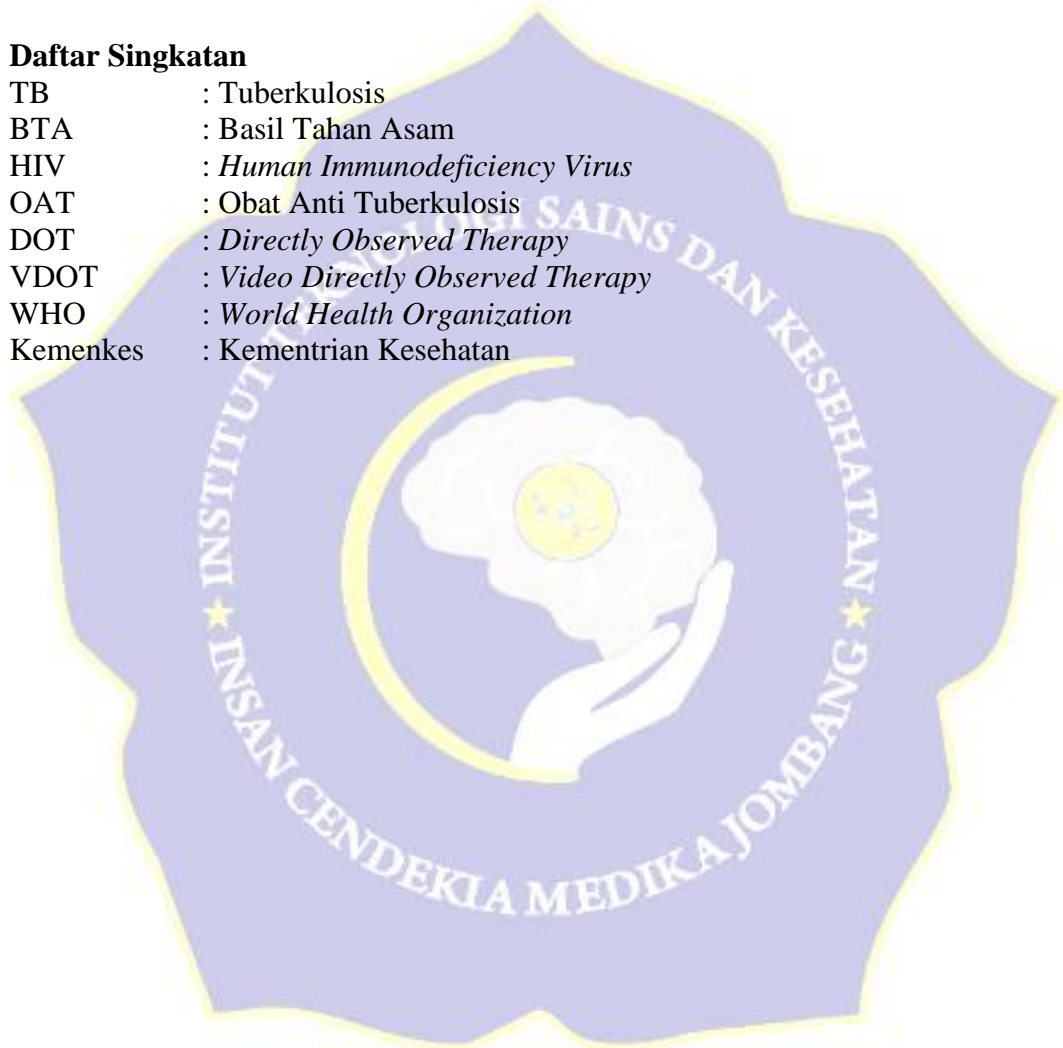 Daftar Singkatan
TB : Tuberkulosis
BTA : Basil Tahan Asam
HIV : Human Immunodeficiency Virus
OAT : Obat Anti Tuberkulosis
DOT : Directly Observed Therapy
VDOT : Video Directly Observed Therapy
WHO : World Health Organization
Kemenkes : Kementrian Kesehatan
INSTITUT TEKNOLOGI SAINS DAN KESEHATAN
INSAN CENDEKIA MEDIKA JOMBANG